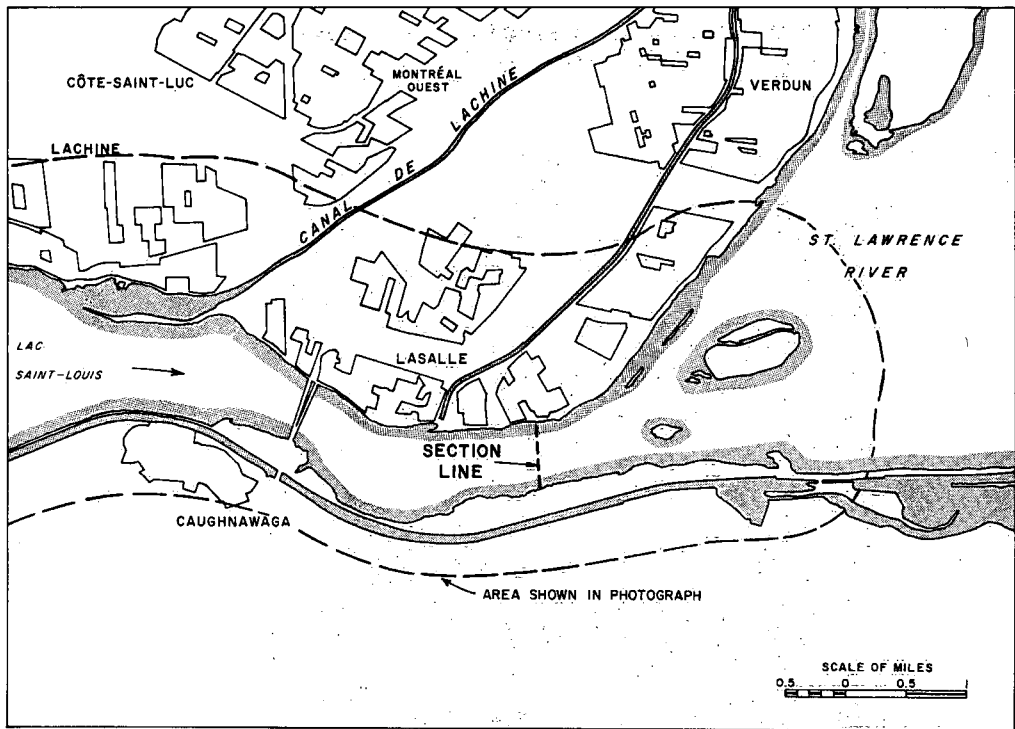 CÔTE-SAINT-LUC
MONTRÉAL
OUEST
VERDUN
LACHINE
CANAL DE LACHINE
ST. LAWRENCE
RIVER
LAC
SAINT-LOUIS
LASALLE
SECTION
LINE
CAUGHNAWAGA
AREA SHOWN IN PHOTOGRAPH
SCALE OF MILES
0.5 0 0.5 1